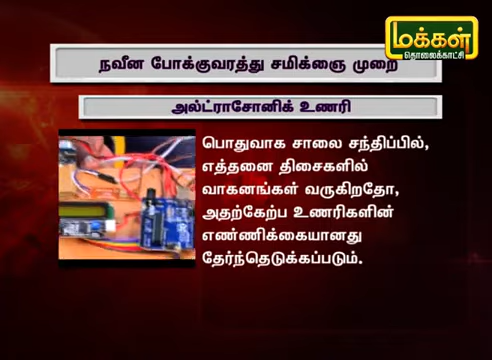 மக்கள்
தொலைக்காட்சி
நவீன போக்குவரத்து சமிக்ஞை முறை
அல்ட்ராசோனிக் உணரி
பொதுவாக சாலை சந்திப்பில்,
எத்தனை திசைகளில்
வாகனங்கள் வருகிறதோ,
அதற்கேற்ப உணரிகளின்
எண்ணிக்கையானது
தேர்ந்தெடுக்கப்படும்.